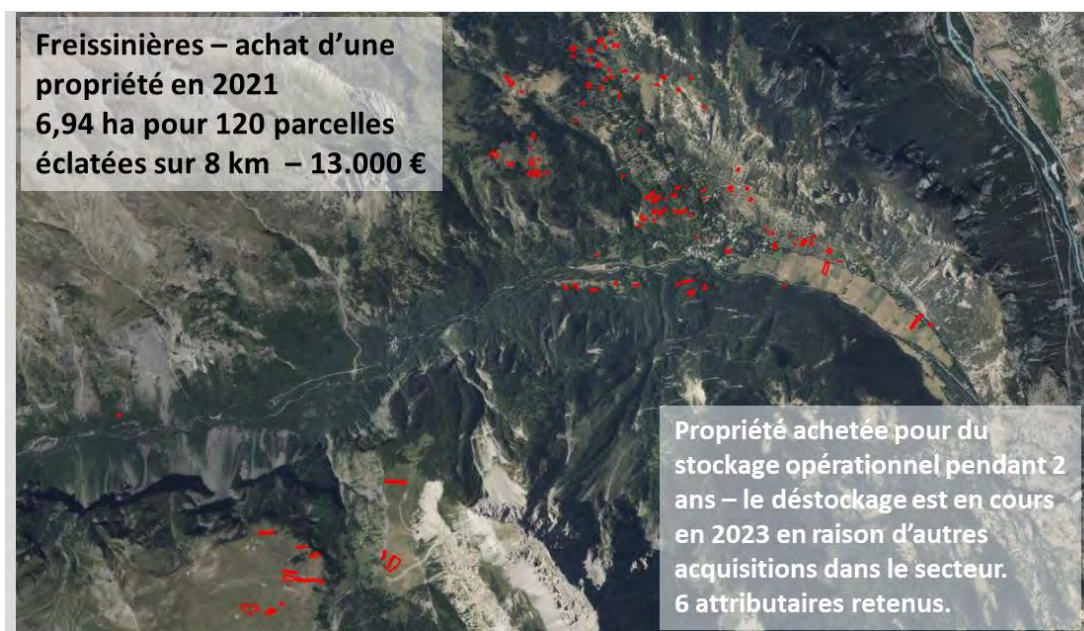 Freissinières – achat d'une
propriété en 2021
6,94 ha pour 120 parcelles
éclatées sur 8 km – 13.000 €
Propriété achetée pour du
stockage opérationnel pendant 2
ans – le déstockage est en cours
en 2023 en raison d'autres
acquisitions dans le secteur.
6 attributaires retenus.